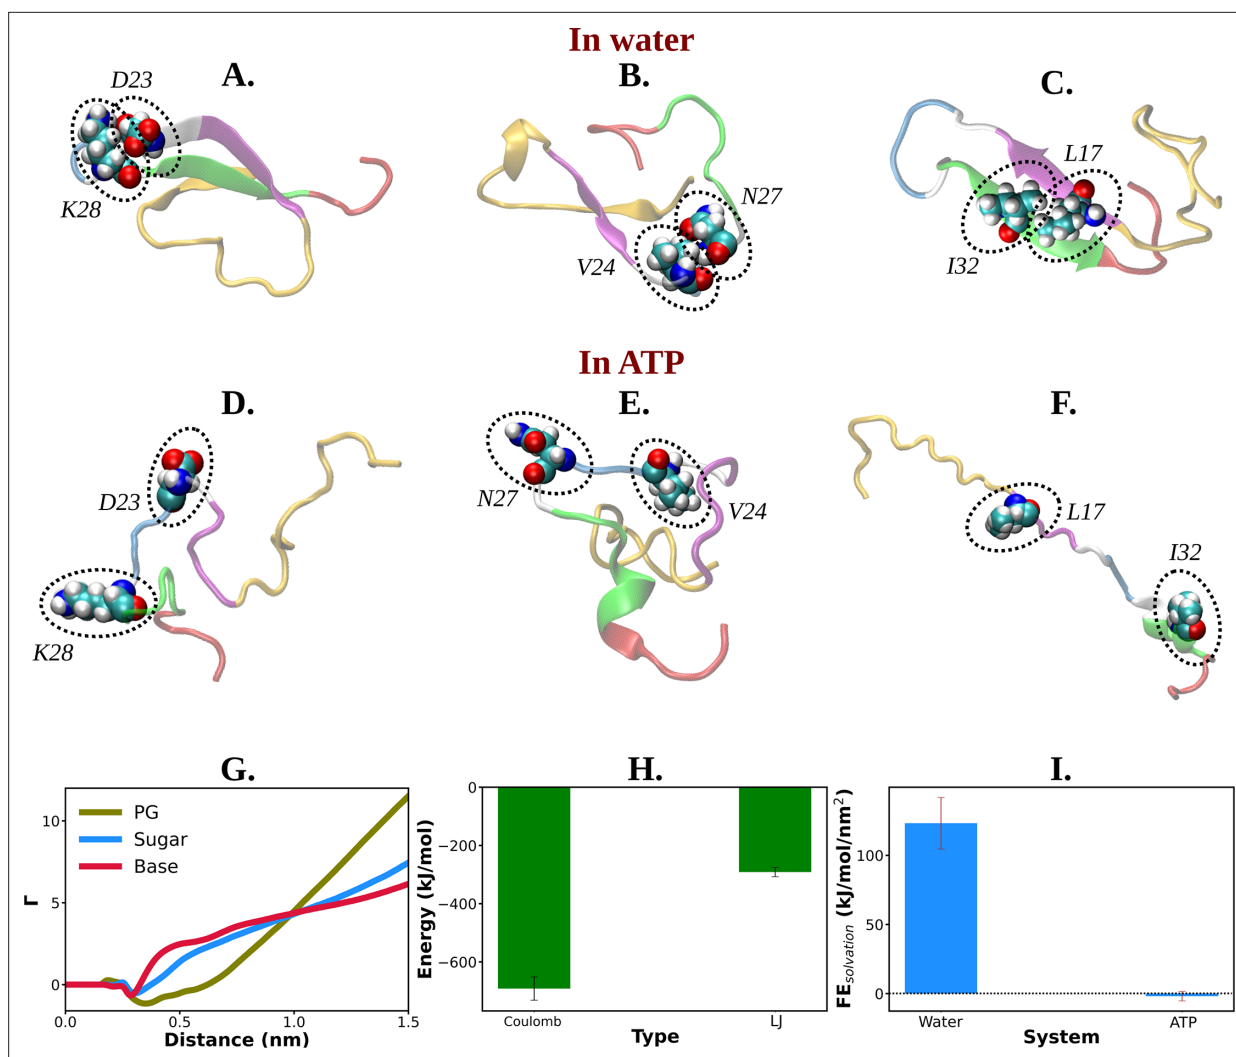 In water
A.
B.
C.
D23
K28
N27
V24
L17
I32
In ATP
D.
E.
F.
D23
K28
N27
V24
L17
I32
G.
H.
I.
PG
Sugar
Base
Γ
10
5
0
0.0
0.5
1.0
1.5
Distance (nm)
Energy (kJ/mol)
0
−200
−400
−600
Coulomb
LJ
Type
FEsolvation (kJ/mol/nm²)
100
50
0
Water
ATP
System